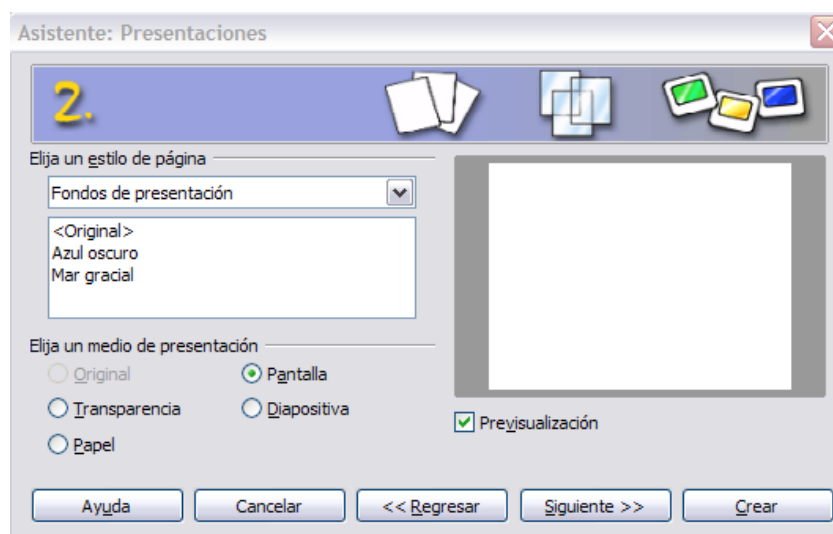 Asistente: Presentaciones
2.
Elija un estilo de página
Fondos de presentación
<Original>
Azul oscuro
Mar gracial
Elija un medio de presentación
Original
Pantalla
Transparencia
Diapositiva
Papel
Previsualización
Ayuda
Cancelar
<< Regresar
Siguiente >>
Crear